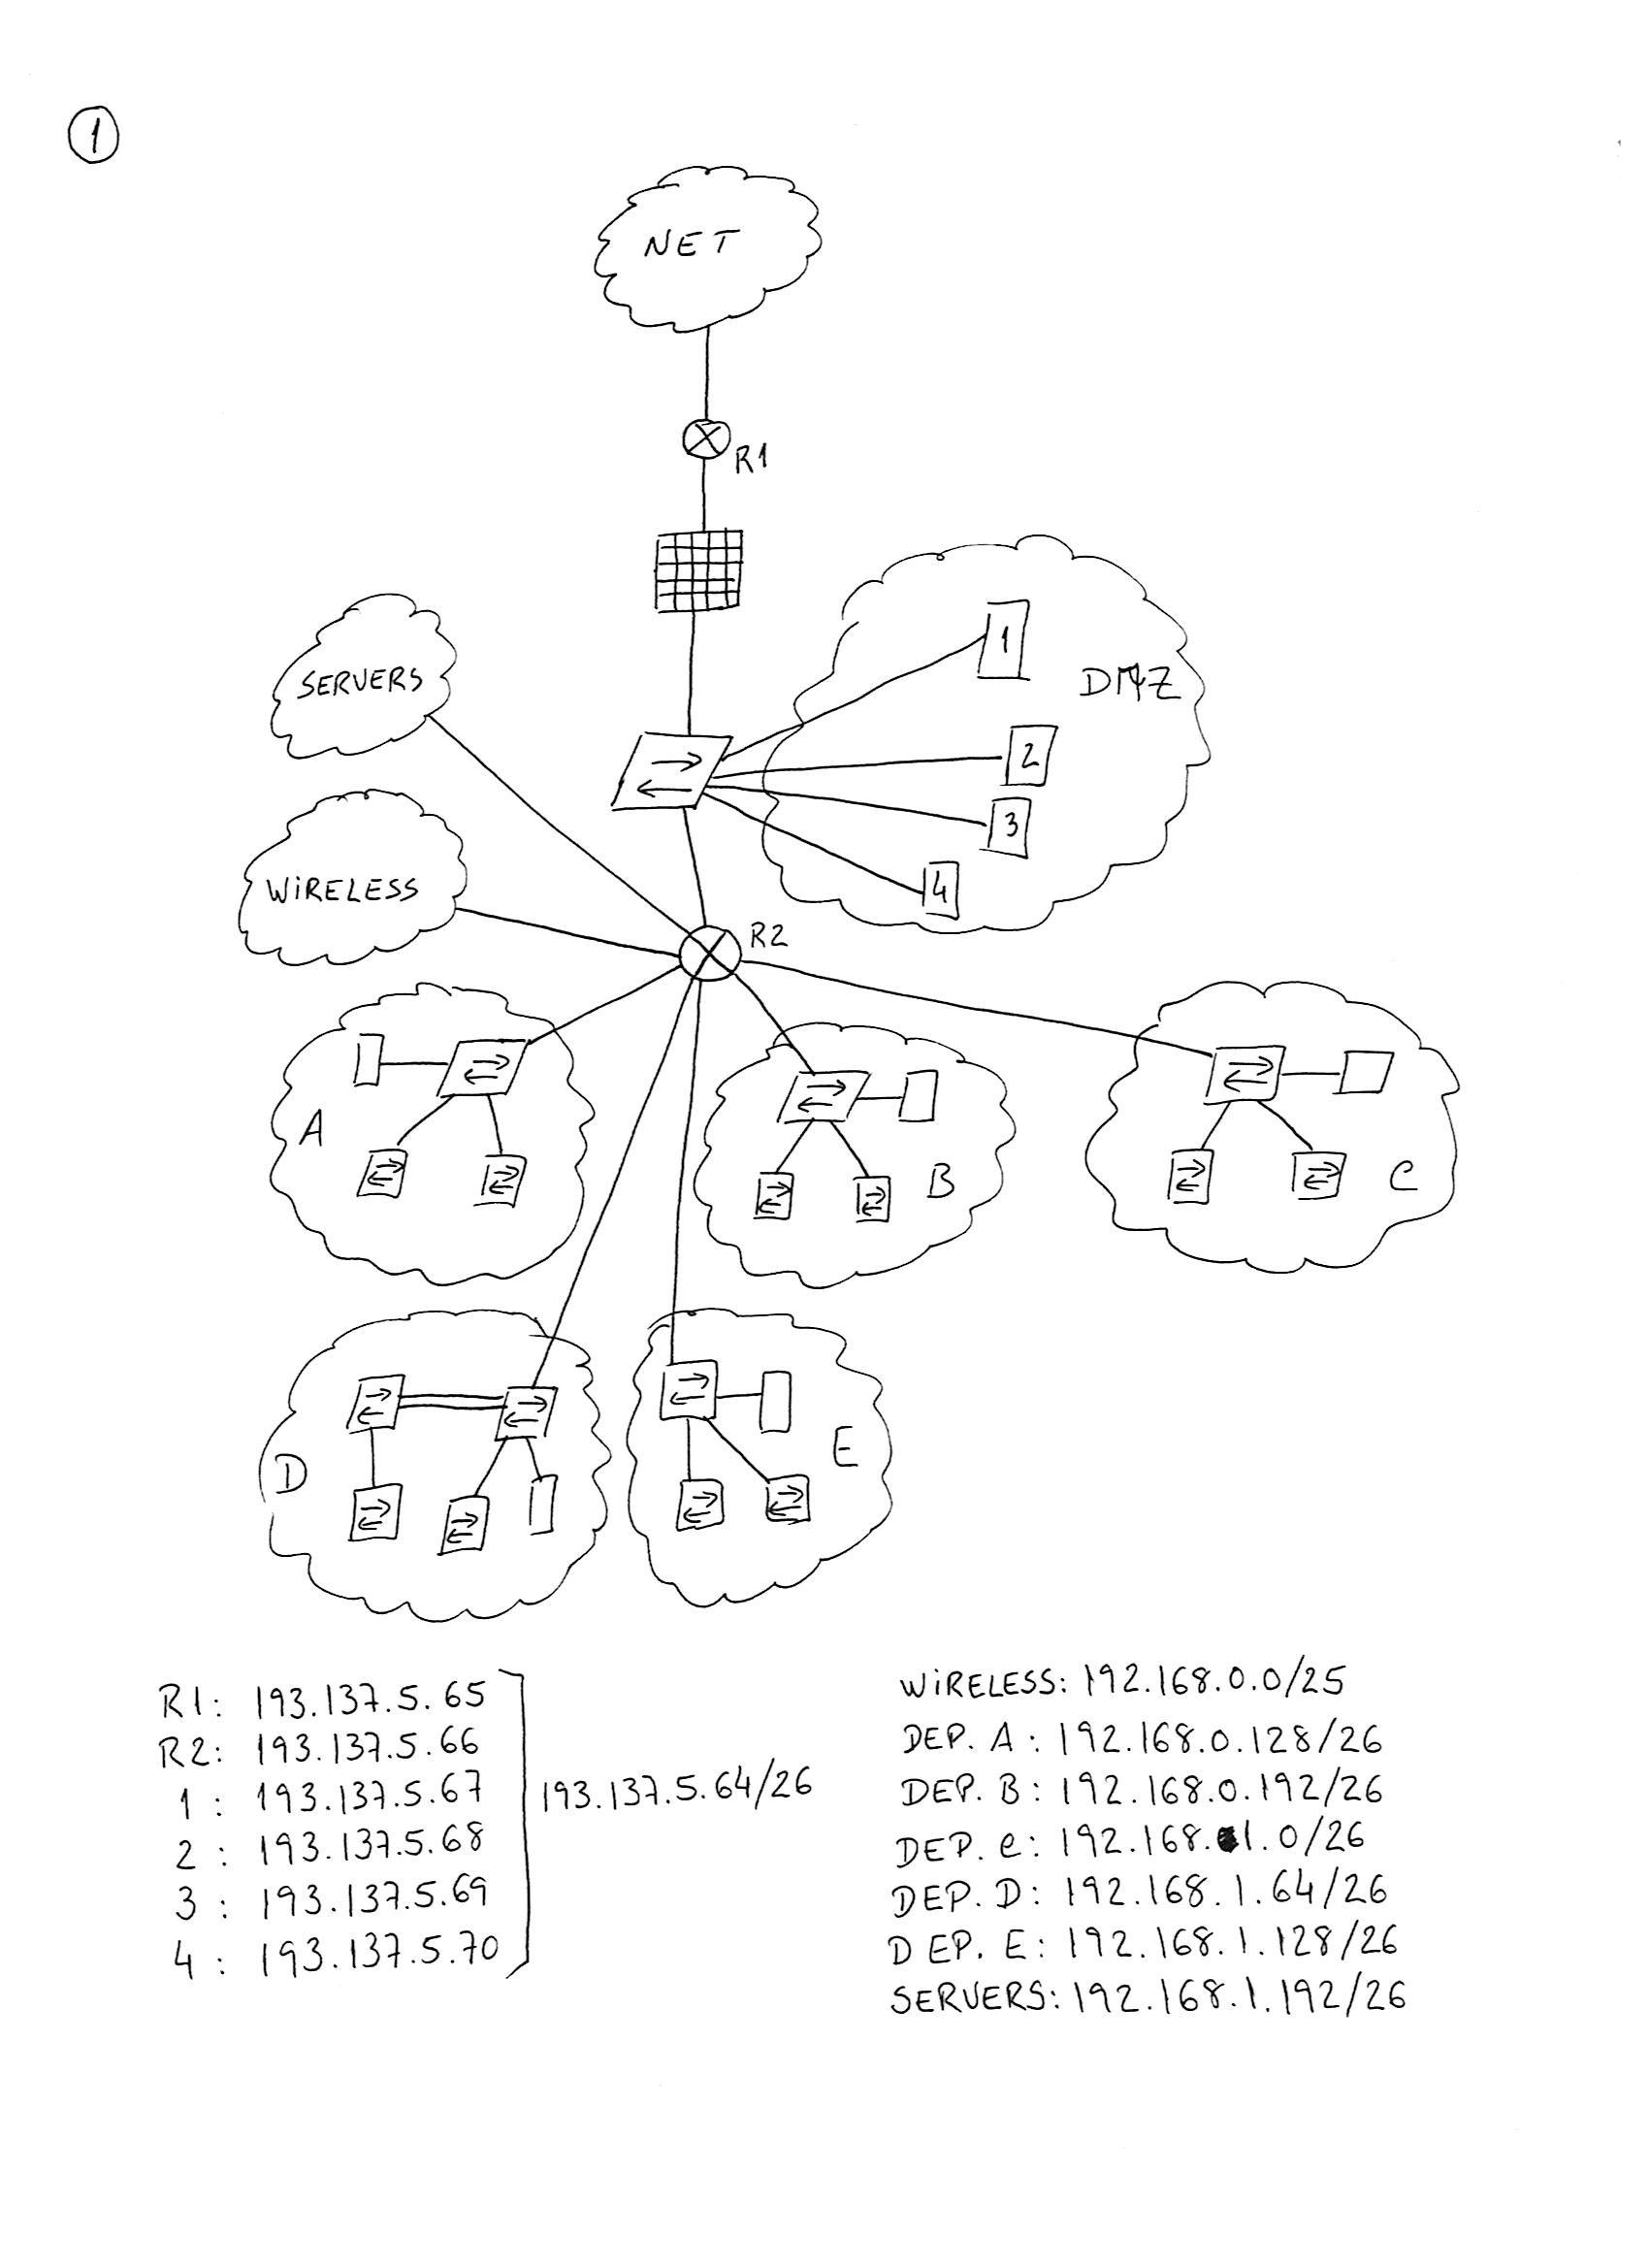 1
NET
R1
1
DMZ
SERVERS
2
3
WIRELESS
4
R2
A
B
C
D
E
R1: 193.137.5.65
R2: 193.137.5.66
1: 193.137.5.67
2: 193.137.5.68
3: 193.137.5.69
4: 193.137.5.70
193.137.5.64/26
WiRELESS: 192.168.0.0/25
DEP. A: 192.168.0.128/26
DEP. B: 192.168.0.192/26
DEP. C: 192.168.1.0/26
DEP. D: 192.168.1.64/26
DEP. E: 192.168.1.128/26
SERVERS: 192.168.1.192/26